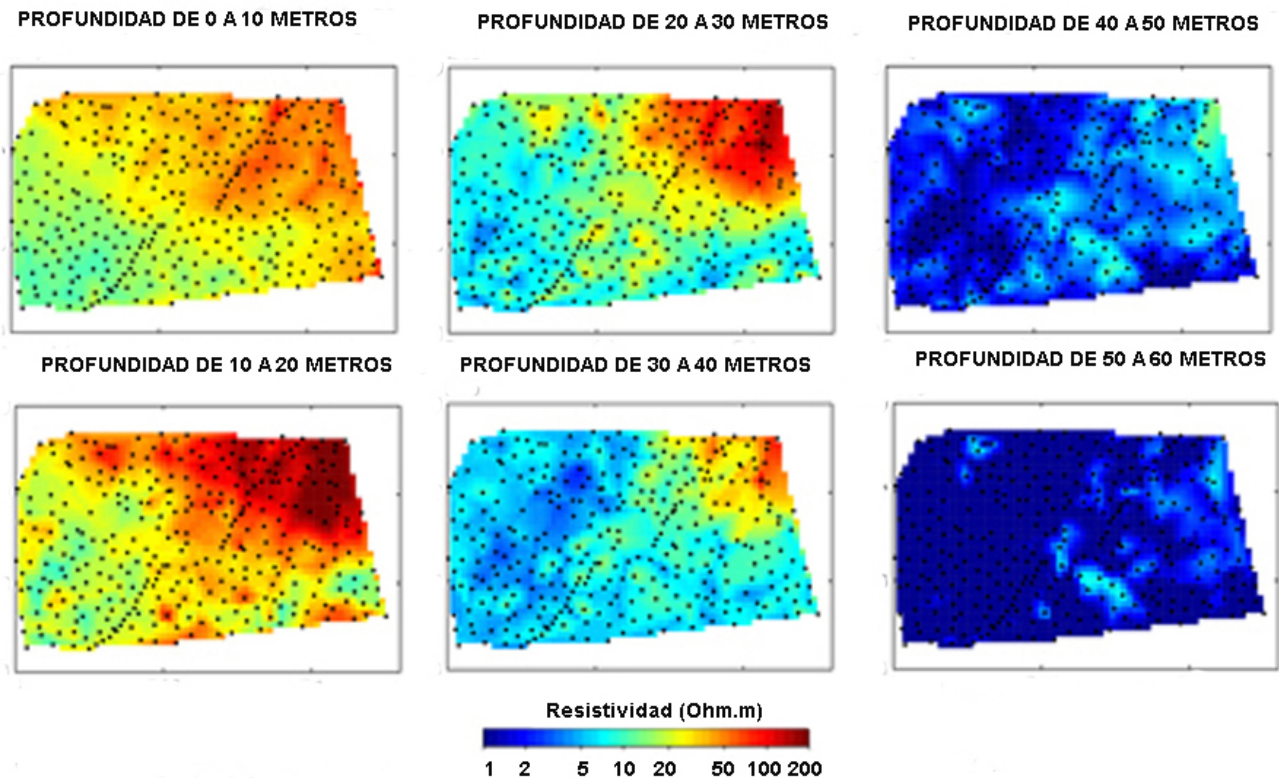 PROFUNDIDAD DE 0 A 10 METROS
PROFUNDIDAD DE 20 A 30 METROS
PROFUNDIDAD DE 40 A 50 METROS
PROFUNDIDAD DE 10 A 20 METROS
PROFUNDIDAD DE 30 A 40 METROS
PROFUNDIDAD DE 50 A 60 METROS
Resistividad (Ohm.m)
1 2 5 10 20 50 100 200